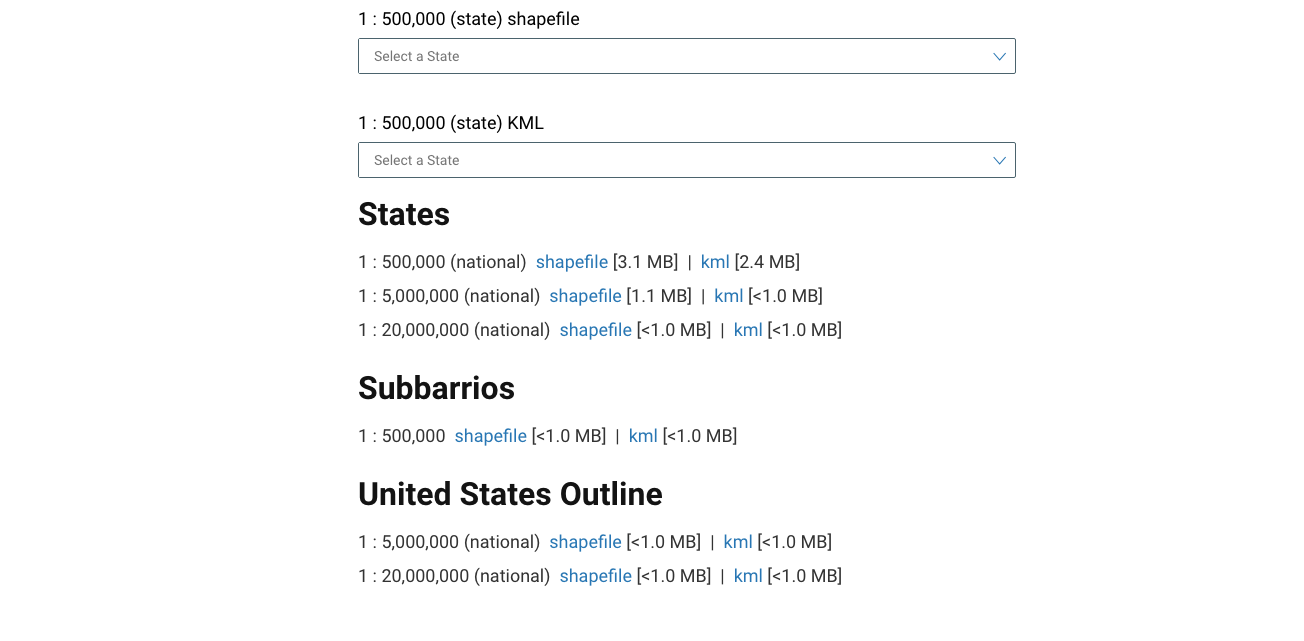 1 : 500,000 (state) shapefile
Select a State
1 : 500,000 (state) KML
Select a State
States
1 : 500,000 (national) shapefile [3.1 MB] | kml [2.4 MB]
1 : 5,000,000 (national) shapefile [1.1 MB] | kml [<1.0 MB]
1 : 20,000,000 (national) shapefile [<1.0 MB] | kml [<1.0 MB]
Subbarrios
1 : 500,000 shapefile [<1.0 MB] | kml [<1.0 MB]
United States Outline
1 : 5,000,000 (national) shapefile [<1.0 MB] | kml [<1.0 MB]
1 : 20,000,000 (national) shapefile [<1.0 MB] | kml [<1.0 MB]